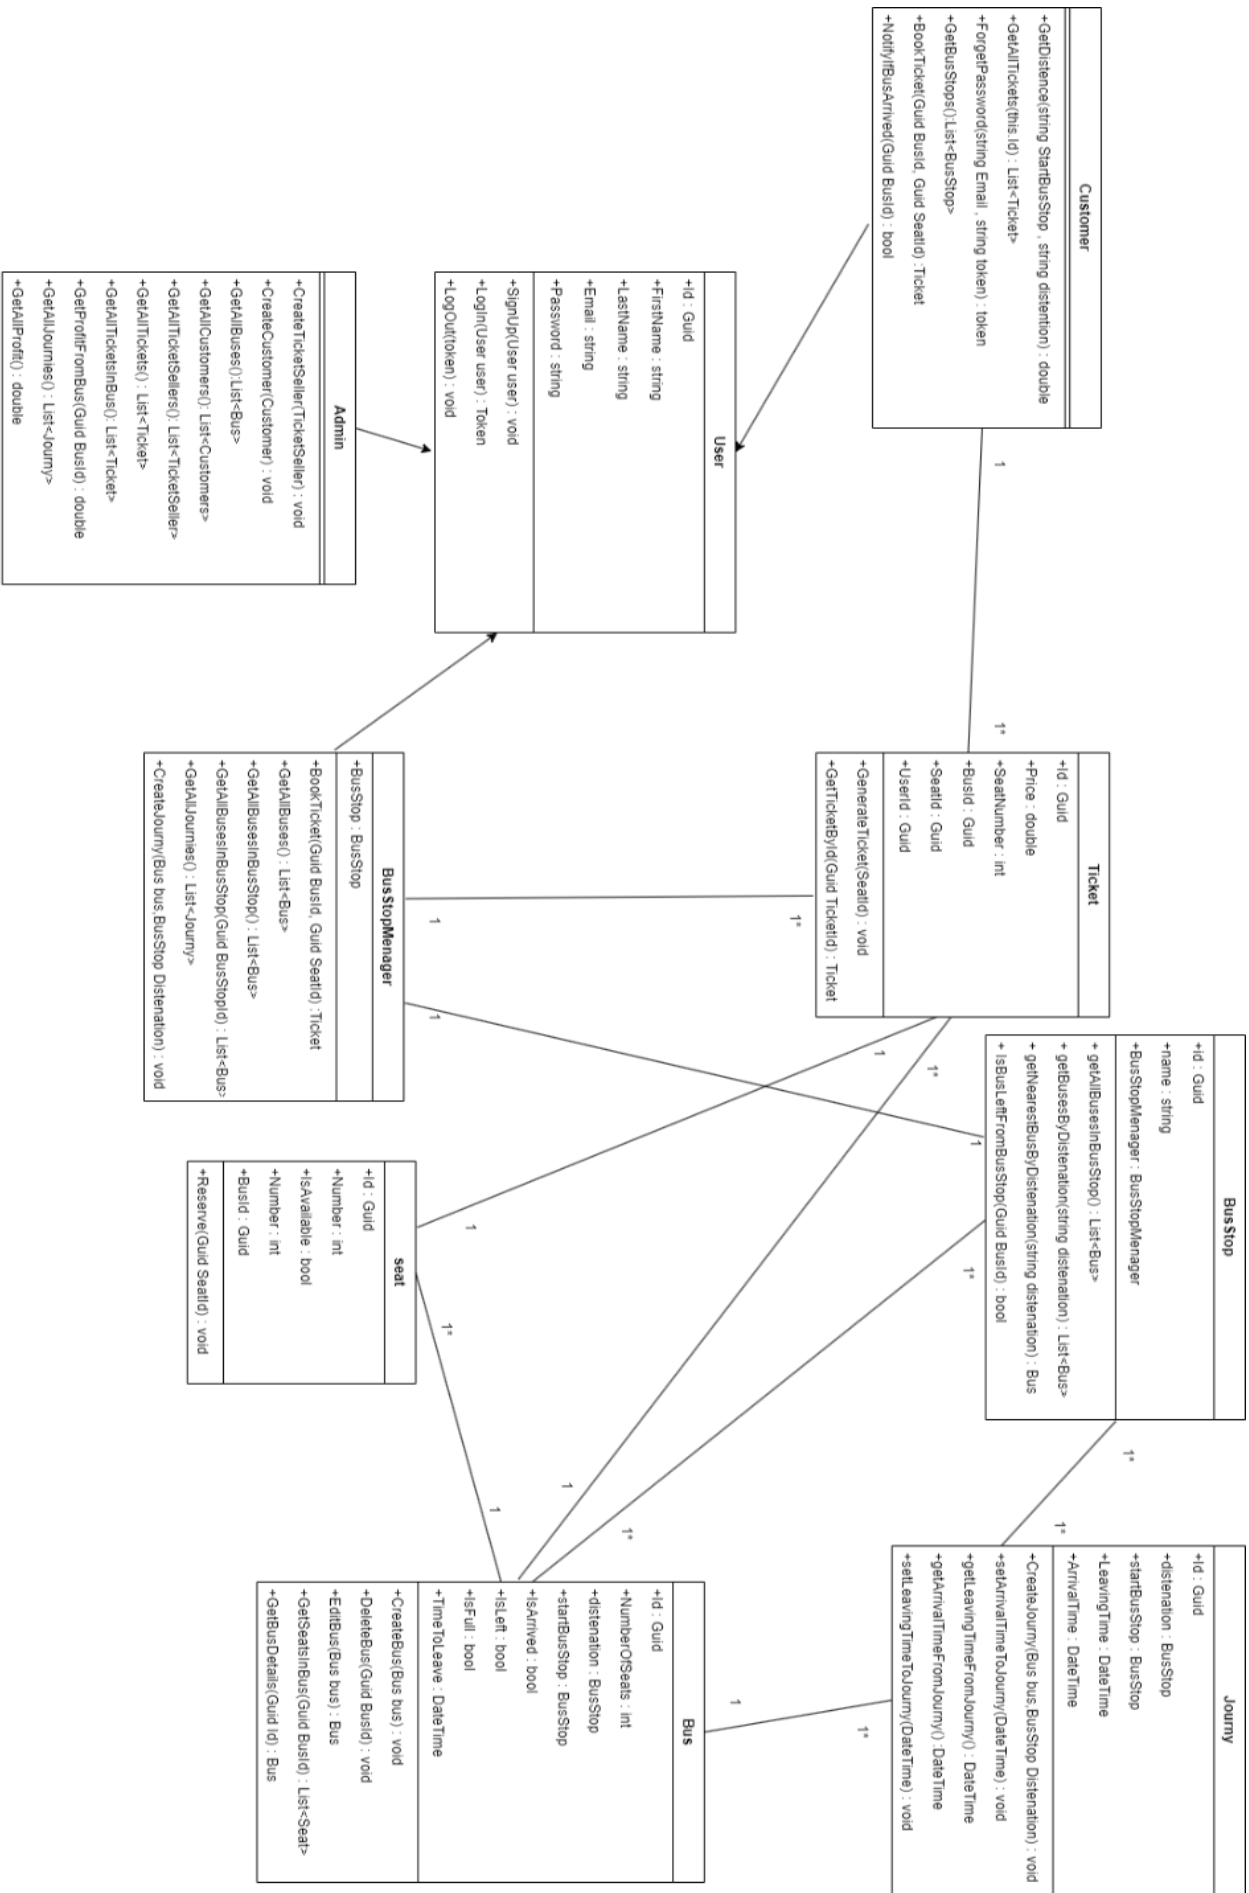 Customer
+GetDistence(string StartBusStop , string distention) : double
+GetAllTickets(this.Id) : List<Ticket>
+ForgetPassword(string Email , string token) : token
+GetBusStops():List<BusStop>
+BookTicket(Guid BusId, Guid SeatId) :Ticket
+NotifyIfBusArrived(Guid BusId) : bool
1
1*
Ticket
+Id : Guid
+Price : double
+SeatNumber : int
+BusId : Guid
+SeatId : Guid
+UserId : Guid
+GenerateTicket(SeatId) : void
+GetTicketById(Guid TicketId) : Ticket
BusStop
+id : Guid
+name : string
+BusStopMenager : BusStopMenager
+ getAllBusesInBusStop() : List<Bus>
+ getBusesByDistenation(string distenation) : List<Bus>
+ getNearestBusByDistenation(string distenation) : Bus
+ IsBusLeftFromBusStop(Guid BusId) : bool
1*
1*
Journy
+Id : Guid
+distenation : BusStop
+startBusStop : BusStop
+LeavingTime : DateTime
+ArrivalTime : DateTime
+CreateJourny(Bus bus,BusStop Distenation) : void
+setArrivalTimeToJourny(DateTime) : void
+getLeavingTimeFromJourny() : DateTime
+getArrivalTimeFromJourny() :DateTime
+setLeavingTimeToJourny(DateTime) : void
User
+Id : Guid
+FirstName : string
+LastName : string
+Email : string
+Password : string
+SignUp(User user) : void
+LogIn(User user) : Token
+LogOut(token) : void
1*
1
1*
1
1
1
1*
1
1*
1*
1
1
1*
1
1*
1
Bus
+Id : Guid
+NumberOfSeats : int
+distenation : BusStop
+startBusStop : BusStop
+IsArrived : bool
+IsLeft : bool
+IsFull : bool
+TimeToLeave : DateTime
+CreateBus(Bus bus) : void
+DeleteBus(Guid BusId) : void
+EditBus(Bus bus) : Bus
+GetSeatsInBus(Guid BusId) : List<Seat>
+GetBusDetails(Guid Id) : Bus
Admin
+CreateTicketSeller(TicketSeller) : void
+CreateCustomer(Customer) : void
+GetAllBuses():List<Bus>
+GetAllCustomers(): List<Customers>
+GetAllTicketSellers(): List<TicketSeller>
+GetAllTickets() : List<Ticket>
+GetAllTicketsInBus(): List<Ticket>
+GetProfitFromBus(Guid BusId) : double
+GetAllJournies() : List<Journy>
+GetAllProfit() : double
BusStopMenager
+BusStop : BusStop
+BookTicket(Guid BusId, Guid SeatId) :Ticket
+GetAllBuses() : List<Bus>
+GetAllBusesInBusStop() : List<Bus>
+GetAllBusesInBusStop(Guid BusStopId) : List<Bus>
+GetAllJournies() : List<Journy>
+CreateJourny(Bus bus,BusStop Distenation) : void
seat
+Id : Guid
+Number : int
+IsAvailable : bool
+Number : int
+BusId : Guid
+Reserve(Guid SeatId) : void